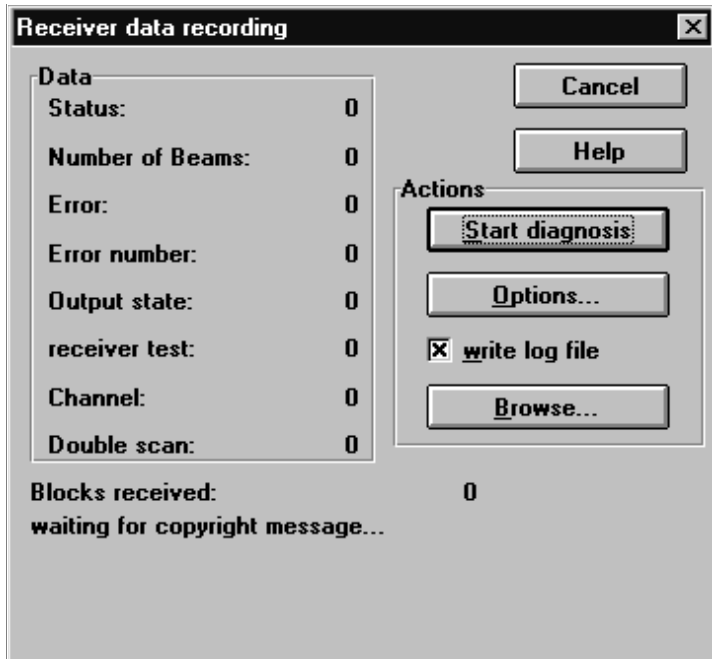 Receiver data recording
Data
Status: 0
Number of Beams: 0
Error: 0
Error number: 0
Output state: 0
receiver test: 0
Channel: 0
Double scan: 0
Cancel
Help
Actions
Start diagnosis
Options...
write log file
Browse...
Blocks received: 0
waiting for copyright message...